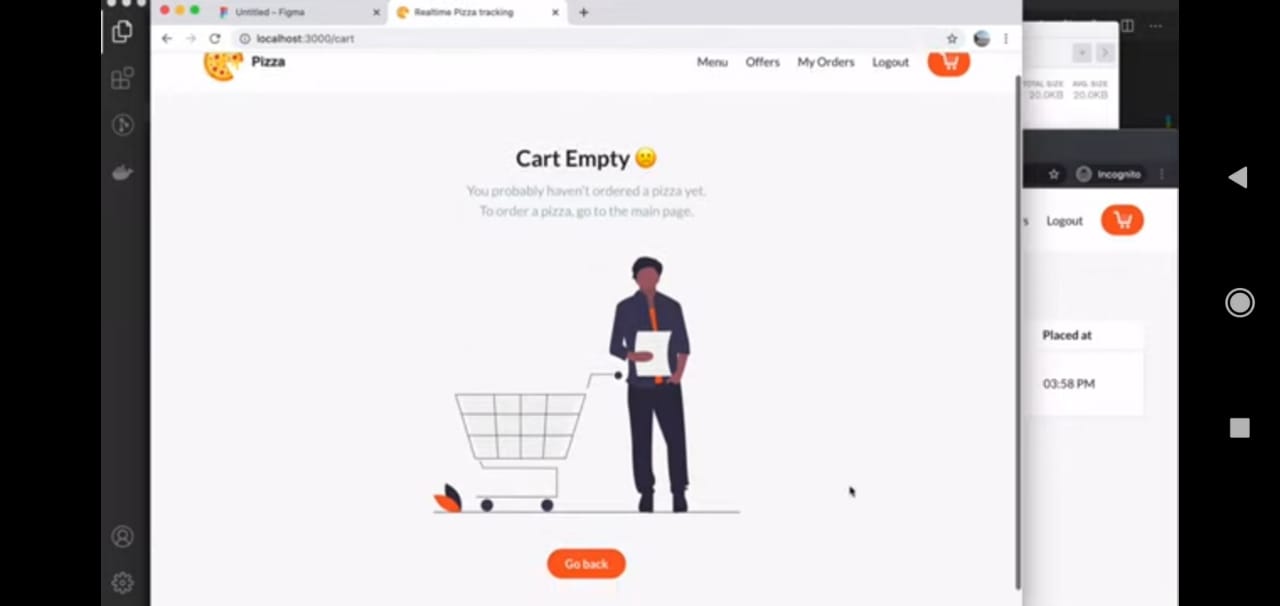 Untitled – Figma
Realtime Pizza tracking
localhost:3000/cart
Pizza
Menu
Offers
My Orders
Logout
Cart Empty
You probably haven't ordered a pizza yet.
To order a pizza, go to the main page.
Go back
TOTAL SIZE
AVG. SIZE
20.0KB
20.0KB
Incognito
s
Logout
Placed at
03:58 PM